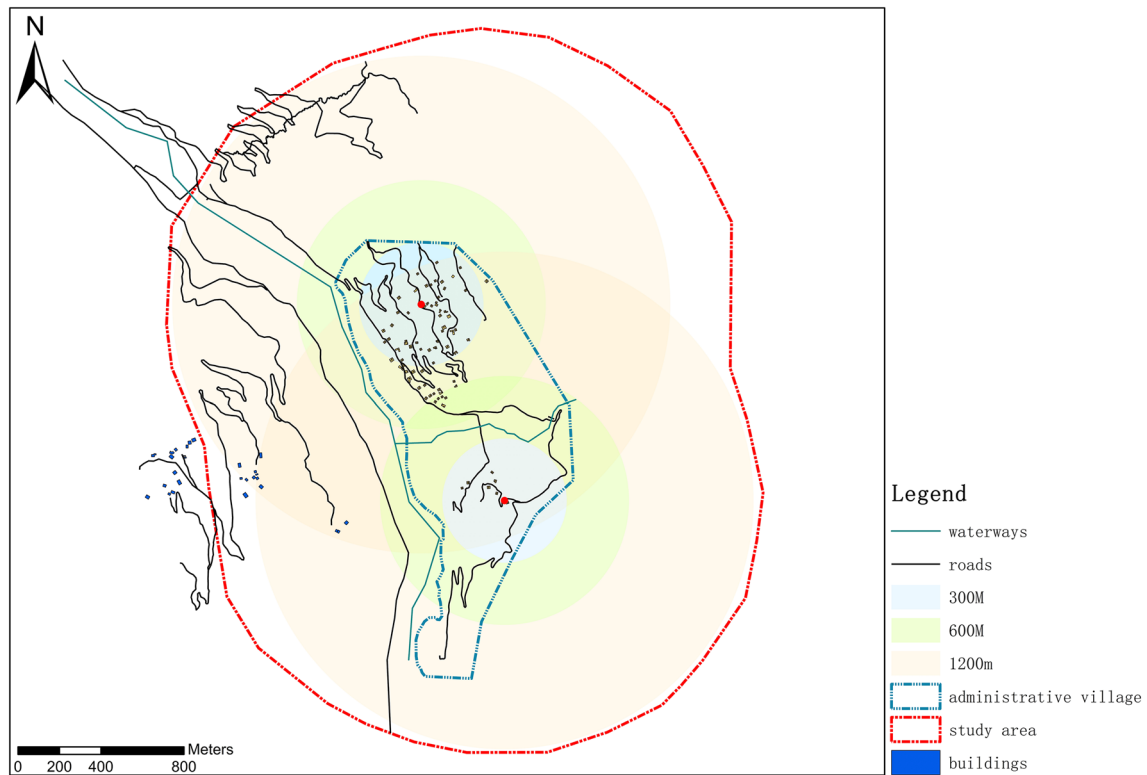 N
Legend
waterways
roads
300M
600M
1200m
administrative village
study area
buildings
Meters
0 200 400 800